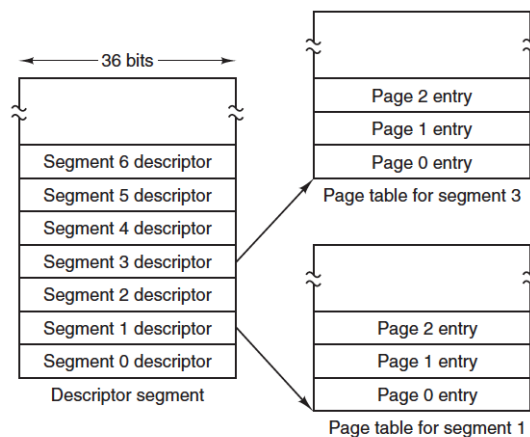 36 bits
Segment 6 descriptor
Segment 5 descriptor
Segment 4 descriptor
Segment 3 descriptor
Segment 2 descriptor
Segment 1 descriptor
Segment 0 descriptor
Descriptor segment
Page 2 entry
Page 1 entry
Page 0 entry
Page table for segment 3
Page 2 entry
Page 1 entry
Page 0 entry
Page table for segment 1